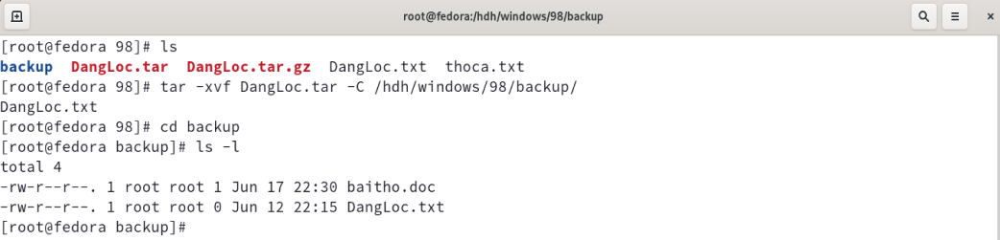 root@fedora:/hdh/windows/98/backup
[root@fedora 98]# ls
backup  DangLoc.tar  DangLoc.tar.gz  DangLoc.txt  thoca.txt
[root@fedora 98]# tar -xvf DangLoc.tar -C /hdh/windows/98/backup/
DangLoc.txt
[root@fedora 98]# cd backup
[root@fedora backup]# ls -l
total 4
-rw-r--r--. 1 root root 1 Jun 17 22:30 baitho.doc
-rw-r--r--. 1 root root 0 Jun 12 22:15 DangLoc.txt
[root@fedora backup]#